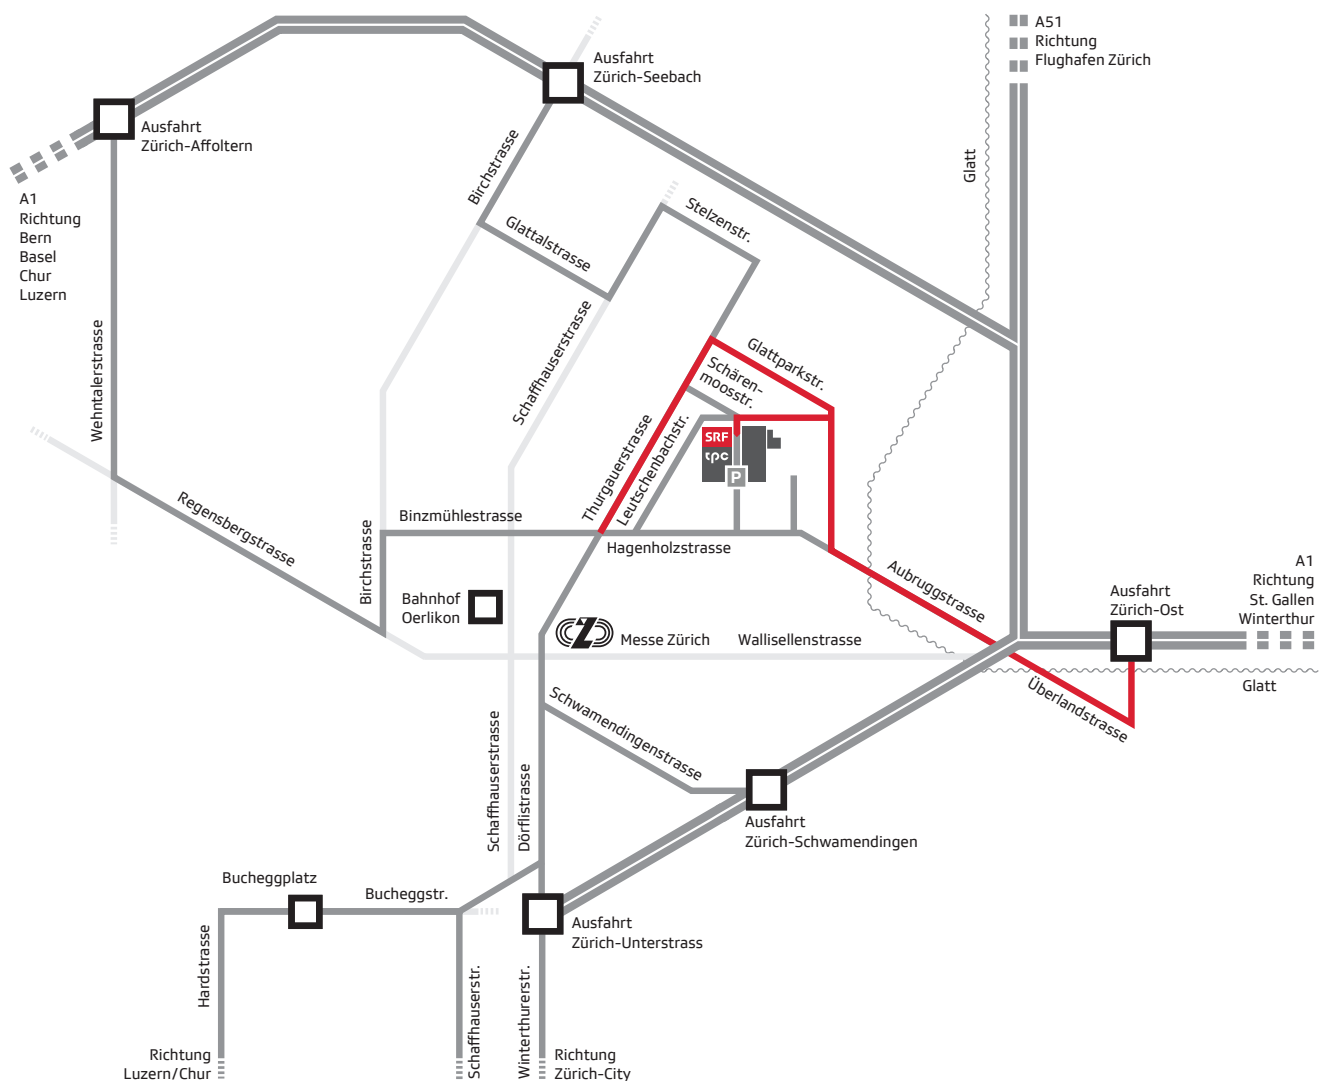 A51
Richtung
Flughafen Zürich
Ausfahrt
Zürich-Seebach
Ausfahrt
Zürich-Affoltern
Birchstrasse
Glatt
A1
Richtung
Bern
Basel
Chur
Luzern
Stelzenstr.
Glattalstrasse
Schaffhauserstrasse
Wehntalerstrasse
Glattparkstr.
Schären-
moosstr.
Thurgauerstrasse
Leutschenbachstr.
SRF
tpc
P
Regensbergstrasse
Binzmühlestrasse
Hagenholzstrasse
Birchstrasse
Bahnhof
Oerlikon
Aubruggstrasse
A1
Richtung
St. Gallen
Winterthur
Ausfahrt
Zürich-Ost
Messe Zürich
Wallisellenstrasse
Glatt
Überlandstrasse
Schwamendingenstrasse
Schaffhauserstrasse
Dörflistrasse
Ausfahrt
Zürich-Schwamendingen
Bucheggplatz
Bucheggstr.
Ausfahrt
Zürich-Unterstrass
Hardstrasse
Schaffhauserstr.
Winterthurerstr.
Richtung
Luzern/Chur
Richtung
Zürich-City